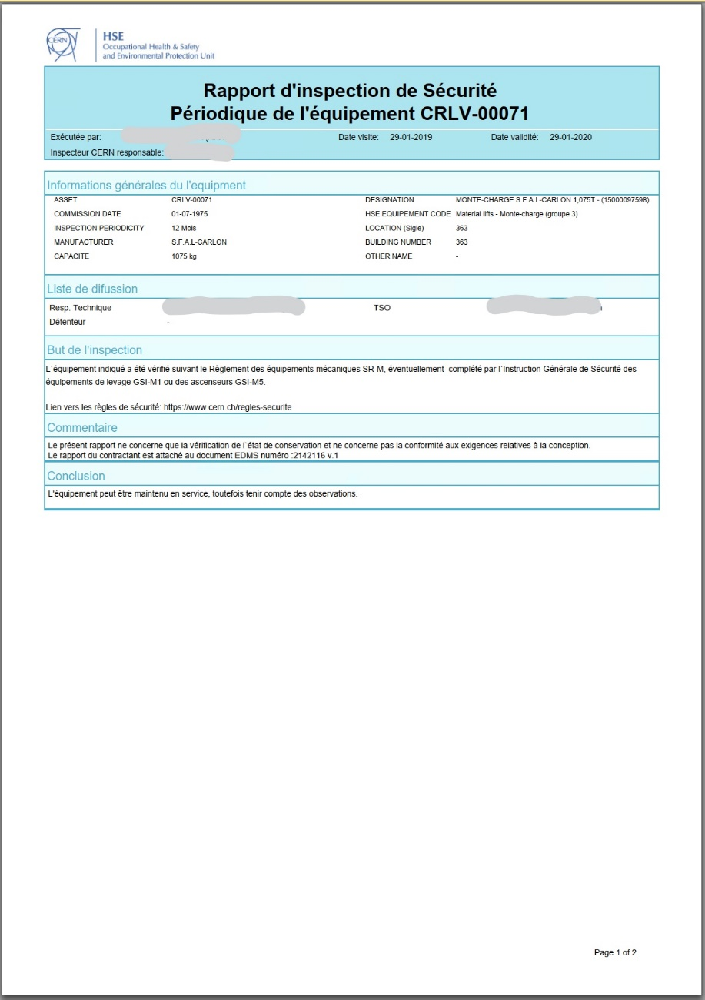 CERN
HSE
Occupational Health & Safety
and Environmental Protection Unit
Rapport d'inspection de Sécurité
Périodique de l'équipement CRLV-00071
Exécutée par: Date visite: 29-01-2019 Date validité: 29-01-2020
Inspecteur CERN responsable:
Informations générales du l'equipment
ASSET CRLV-00071 DESIGNATION MONTE-CHARGE S.F.A.L-CARLON 1,075T - (15000097598)
COMMISSION DATE 01-07-1975 HSE EQUIPEMENT CODE Material lifts - Monte-charge (groupe 3)
INSPECTION PERIODICITY 12 Mois LOCATION (Sigle) 363
MANUFACTURER S.F.A.L-CARLON BUILDING NUMBER 363
CAPACITE 1075 kg OTHER NAME -
Liste de difussion
Resp. Technique TSO
Détenteur -
But de l'inspection
L`équipement indiqué a été vérifié suivant le Règlement des équipements mécaniques SR-M, éventuellement complété par l`Instruction Générale de Sécurité des
équipements de levage GSI-M1 ou des ascenseurs GSI-M5.
Lien vers les règles de sécurité: https://www.cern.ch/regles-securite
Commentaire
Le présent rapport ne concerne que la vérification de l`état de conservation et ne concerne pas la conformité aux exigences relatives à la conception.
Le rapport du contractant est attaché au document EDMS numéro :2142116 v.1
Conclusion
L'équipement peut être maintenu en service, toutefois tenir compte des observations.
Page 1 of 2